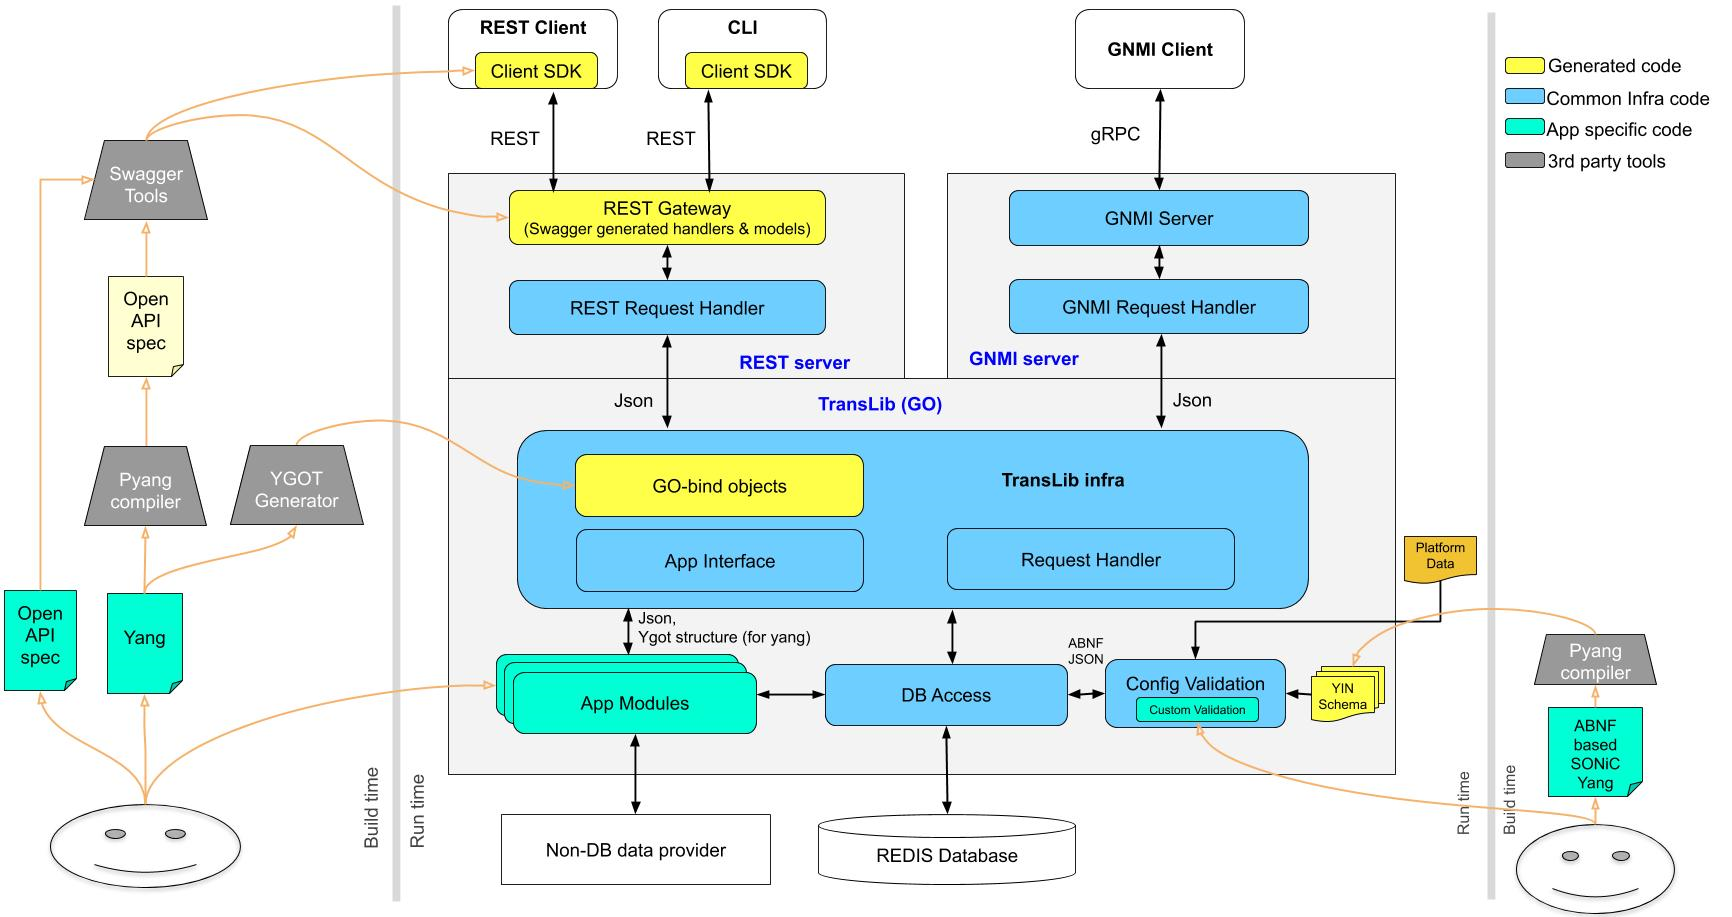 REST Client
Client SDK
CLI
Client SDK
GNMI Client
Generated code
Common Infra code
App specific code
3rd party tools
REST
REST
gRPC
Swagger
Tools
REST Gateway
(Swagger generated handlers & models)
GNMI Server
Open
API
spec
REST Request Handler
GNMI Request Handler
REST server
GNMI server
Json
TransLib (GO)
Json
Pyang
compiler
YGOT
Generator
GO-bind objects
TransLib infra
App Interface
Request Handler
Platform
Data
Open
API
spec
Yang
Json,
Ygot structure (for yang)
ABNF
JSON
Pyang
compiler
App Modules
DB Access
Config Validation
Custom Validation
YIN
Schema
ABNF
based
SONiC
Yang
Build time
Run time
Run time
Build time
Non-DB data provider
REDIS Database